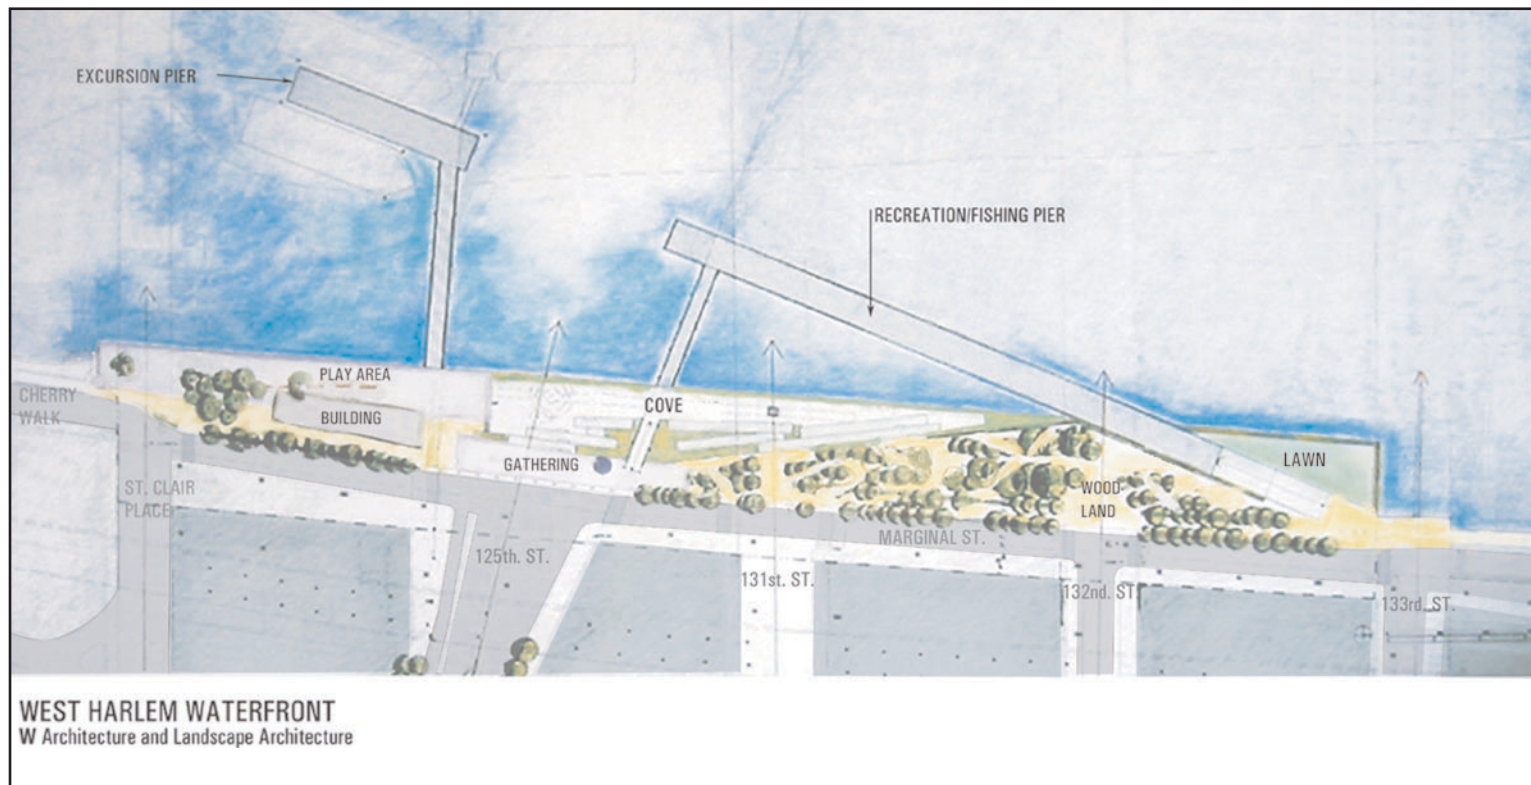 EXCURSION PIER
RECREATION/FISHING PIER
PLAY AREA
CHERRY
WALK
BUILDING
COVE
GATHERING
LAWN
WOOD
LAND
ST. CLAIR
PLACE
MARGINAL ST.
125th. ST.
131st. ST.
132nd. ST.
133rd. ST.
WEST HARLEM WATERFRONT
W Architecture and Landscape Architecture